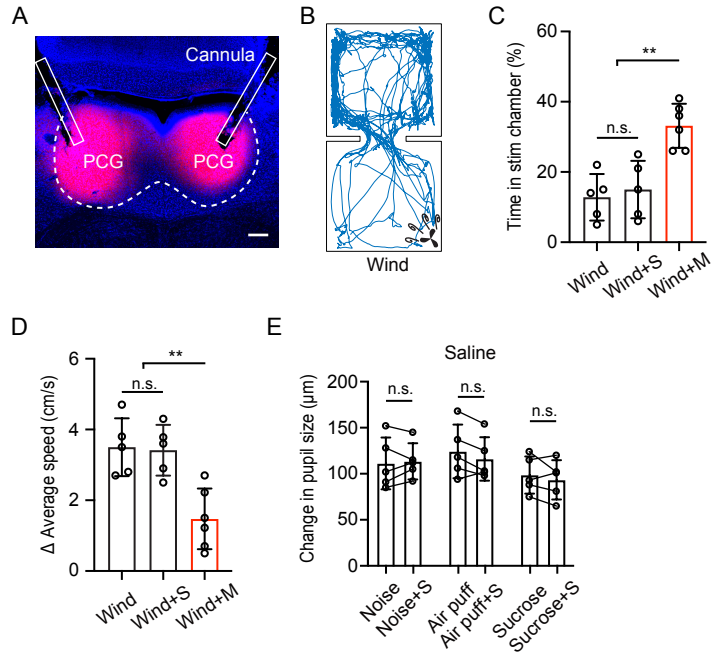 A
Cannula
PCG
PCG
B
Wind
C
Time in stim chamber (%)
60
40
20
0
**
n.s.
Wind
Wind+S
Wind+M
D
Δ Average speed (cm/s)
6
4
2
0
**
n.s.
Wind
Wind+S
Wind+M
E
Saline
Change in pupil size (μm)
200
150
100
50
0
n.s.
n.s.
n.s.
Noise
Noise+S
Air puff
Air puff+S
Sucrose
Sucrose+S